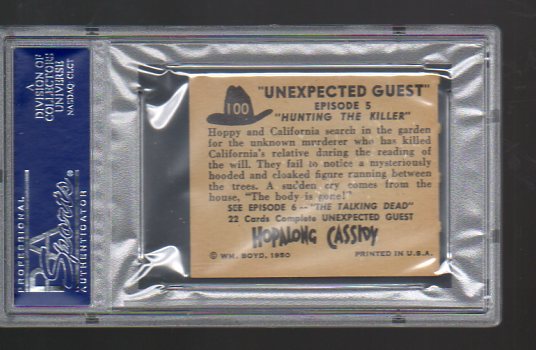 A
DIVISION OF
COLLECTORS
UNIVERSE
NASDAQ: CLCT
PROFESSIONAL
PSA
Sports
AUTHENTICATOR
100
"UNEXPECTED GUEST"
EPISODE 5
"HUNTING THE KILLER"
Hoppy and California search in the garden
for the unknown murderer who has killed
California's relative during the reading of
the will. They fail to notice a mysteriously
hooded and cloaked figure running between
the trees. A sudden cry comes from the
house, "The body is gone!"
SEE EPISODE 6—"THE TALKING DEAD"
22 Cards Complete UNEXPECTED GUEST
HOPALONG CASSIDY
© WM. BOYD, 1950 PRINTED IN U.S.A.